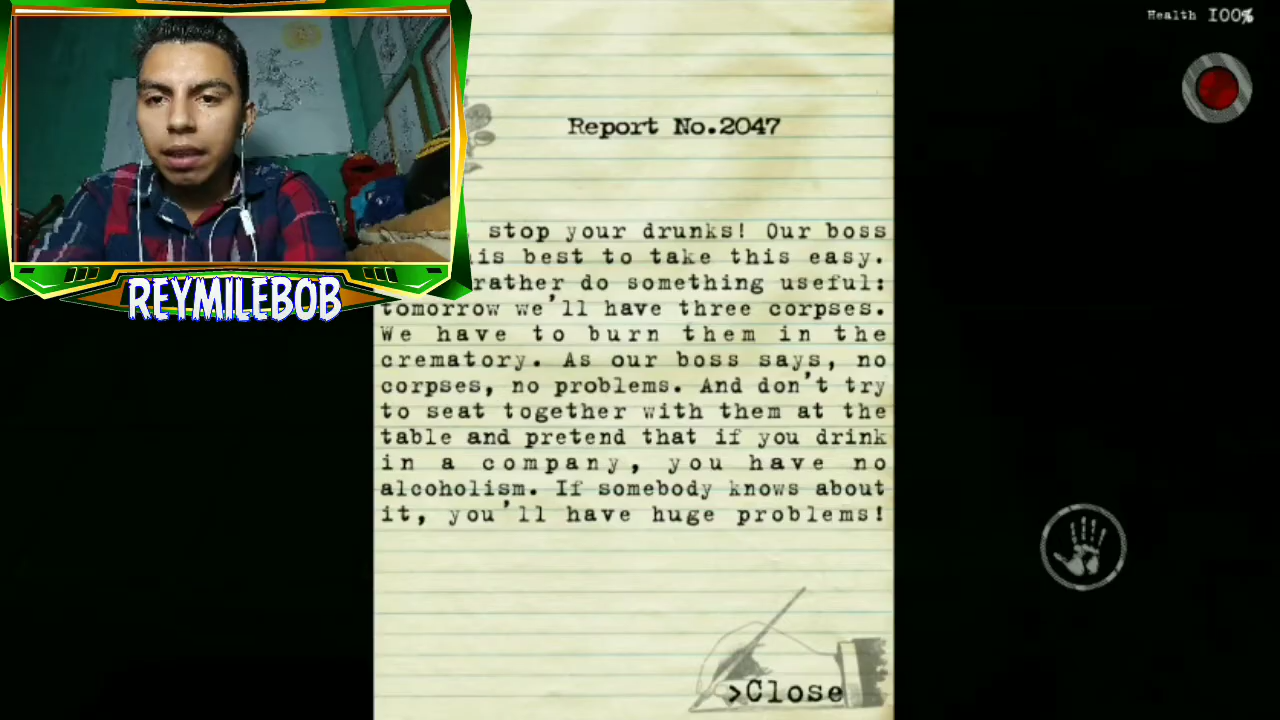 Health 100%
Report No.2047
stop your drunks! Our boss
is best to take this easy.
rather do something useful:
tomorrow we'll have three corpses.
We have to burn them in the
crematory. As our boss says, no
corpses, no problems. And don't try
to seat together with them at the
table and pretend that if you drink
in a company, you have no
alcoholism. If somebody knows about
it, you'll have huge problems!
>Close
REYMILEBOB